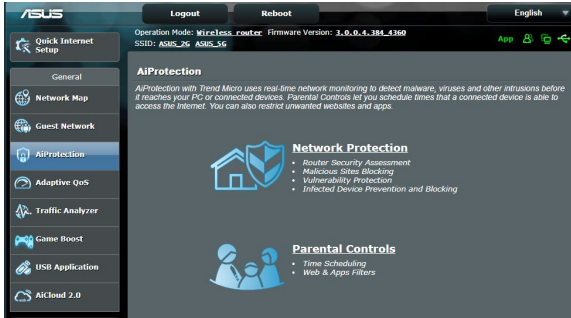 ASUS
Logout
Reboot
English
Quick Internet
Setup
Operation Mode: Wireless router Firmware Version: 3.0.0.4.384_4360
SSID: ASUS_2G ASUS_5G
App
General
Network Map
Guest Network
AiProtection
Adaptive QoS
Traffic Analyzer
Game Boost
USB Application
AiCloud 2.0
AiProtection
AiProtection with Trend Micro uses real-time network monitoring to detect malware, viruses and other intrusions before
it reaches your PC or connected devices. Parental Controls let you schedule times that a connected device is able to
access the Internet. You can also restrict unwanted websites and apps.
Network Protection
• Router Security Assessment
• Malicious Sites Blocking
• Vulnerability Protection
• Infected Device Prevention and Blocking
Parental Controls
• Time Scheduling
• Web & Apps Filters